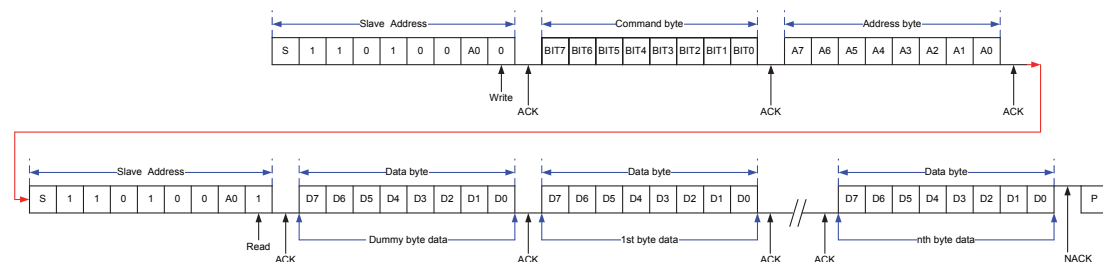 Slave Address Command byte Address byte
S 1 1 0 1 0 0 A0 0 BIT7 BIT6 BIT5 BIT4 BIT3 BIT2 BIT1 BIT0 A7 A6 A5 A4 A3 A2 A1 A0
Write
ACK ACK ACK
Slave Address Data byte Data byte Data byte
S 1 1 0 1 0 0 A0 1 D7 D6 D5 D4 D3 D2 D1 D0 D7 D6 D5 D4 D3 D2 D1 D0 D7 D6 D5 D4 D3 D2 D1 D0 P
Read Dummy byte data 1st byte data nth byte data
ACK ACK ACK ACK NACK